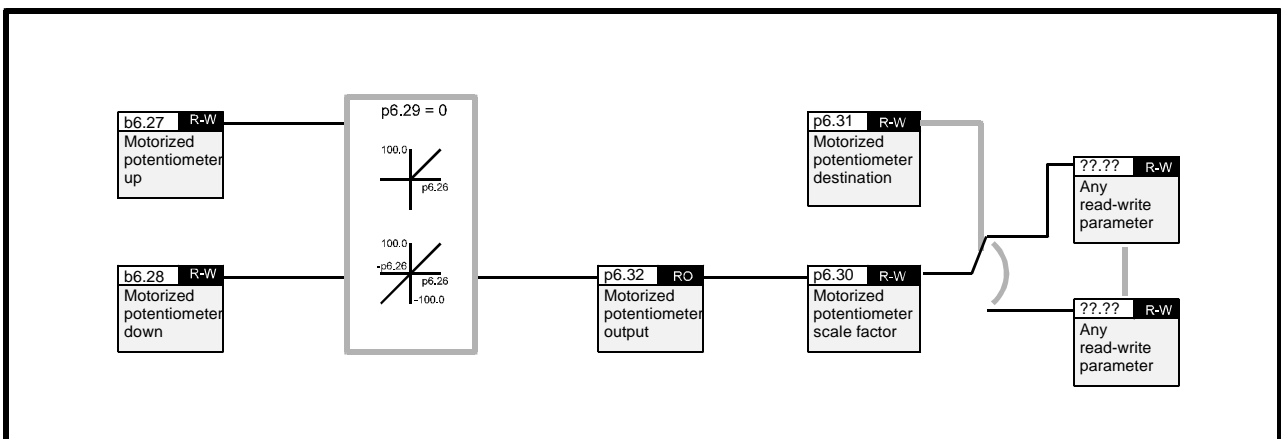 b6.27 R-W
Motorized
potentiometer
up
p6.29 = 0
100.0
p6.26
100.0
-p6.26
p6.26
-100.0
b6.28 R-W
Motorized
potentiometer
down
p6.32 RO
Motorized
potentiometer
output
p6.31 R-W
Motorized
potentiometer
destination
p6.30 R-W
Motorized
potentiometer
scale factor
??.?? R-W
Any
read-write
parameter
??.?? R-W
Any
read-write
parameter